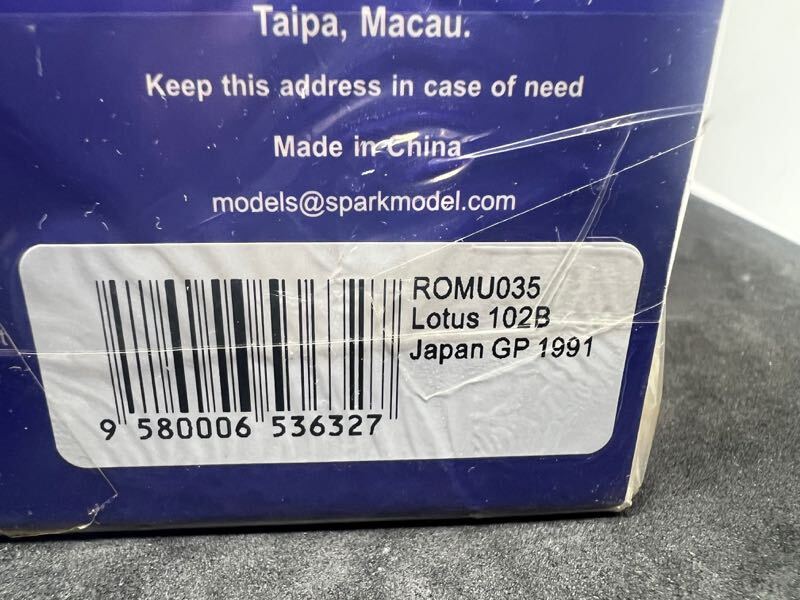 Taipa, Macau.
Keep this address in case of need
Made in China
models@sparkmodel.com
ROMU035
Lotus 102B
Japan GP 1991
9 580006 536327